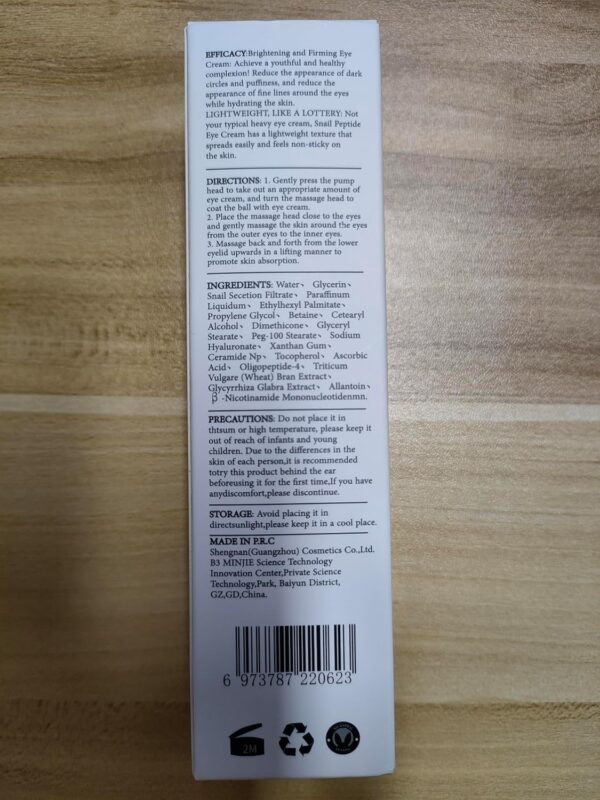 EFFICACY:Brightening and Firming Eye
Cream: Achieve a youthful and healthy
complexion! Reduce the appearance of dark
circles and puffiness, and reduce the
appearance of fine lines around the eyes
while hydrating the skin.
LIGHTWEIGHT, LIKE A LOTTERY: Not
your typical heavy eye cream, Snail Peptide
Eye Cream has a lightweight texture that
spreads easily and feels non-sticky on
the skin.
DIRECTIONS: 1. Gently press the pump
head to take out an appropriate amount of
eye cream, and turn the massage head to
coat the ball with eye cream.
2. Place the massage head close to the eyes
and gently massage the skin around the eyes
from the outer eyes to the inner eyes.
3. Massage back and forth from the lower
eyelid upwards in a lifting manner to
promote skin absorption.
INGREDIENTS: Water、 Glycerin、
Snail Secetion Filtrate、 Paraffinum
Liquidum、 Ethylhexyl Palmitate、
Propylene Glycol、 Betaine、 Cetearyl
Alcohol、 Dimethicone、 Glyceryl
Stearate、 Peg-100 Stearate、 Sodium
Hyaluronate、 Xanthan Gum、
Ceramide Np、 Tocopherol、 Ascorbic
Acid、 Oligopeptide-4、 Triticum
Vulgare (Wheat) Bran Extract、
Glycyrrhiza Glabra Extract、 Allantoin、
β -Nicotinamide Mononucleotidenmn.
PRECAUTIONS: Do not place it in
thtsum or high temperature, please keep it
out of reach of infants and young
children. Due to the differences in the
skin of each person,it is recommended
totry this product behind the ear
beforeusing it for the first time,If you have
anydiscomfort,please discontinue.
STORAGE: Avoid placing it in
directsunlight,please keep it in a cool place.
MADE IN P.R.C
Shengnan(Guangzhou) Cosmetics Co.,Ltd.
B3 MINJIE Science Technology
Innovation Center,Private Science
Technology,Park, Baiyun District,
GZ,GD,China.
6 973787 220623
2M